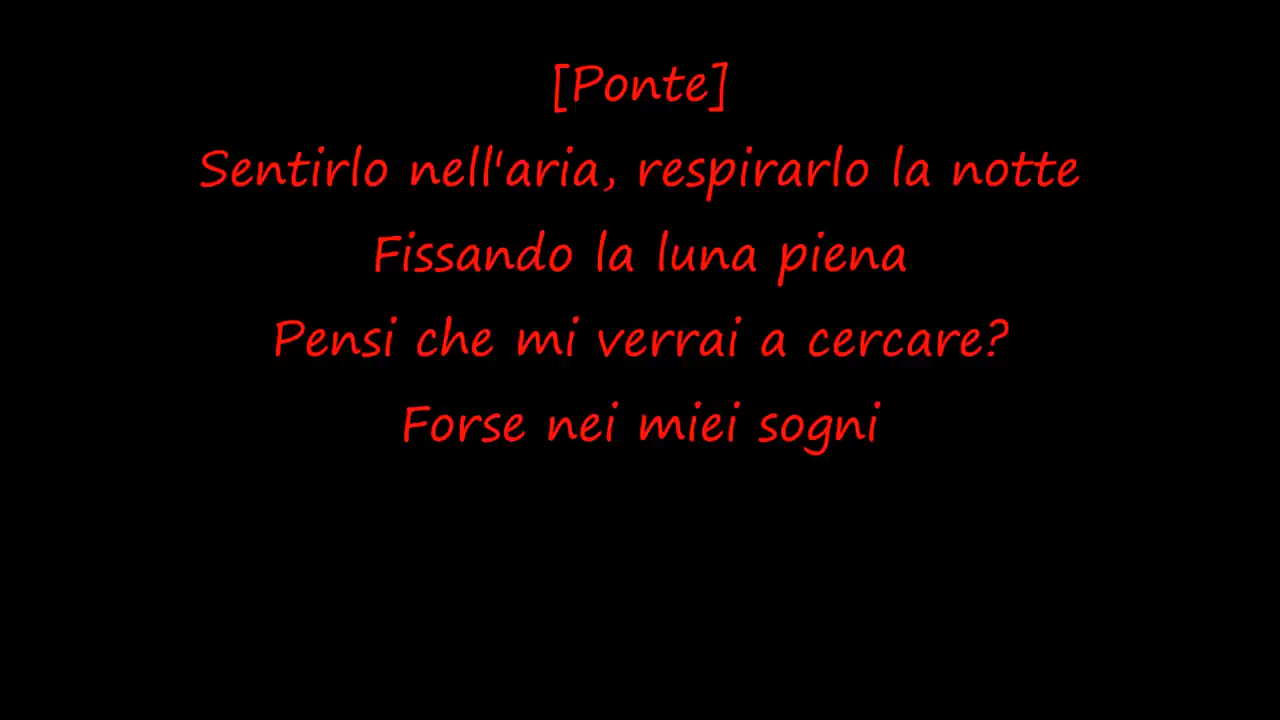 [Ponte]
Sentirlo nell'aria, respirarlo la notte
Fissando la luna piena
Pensi che mi verrai a cercare?
Forse nei miei sogni